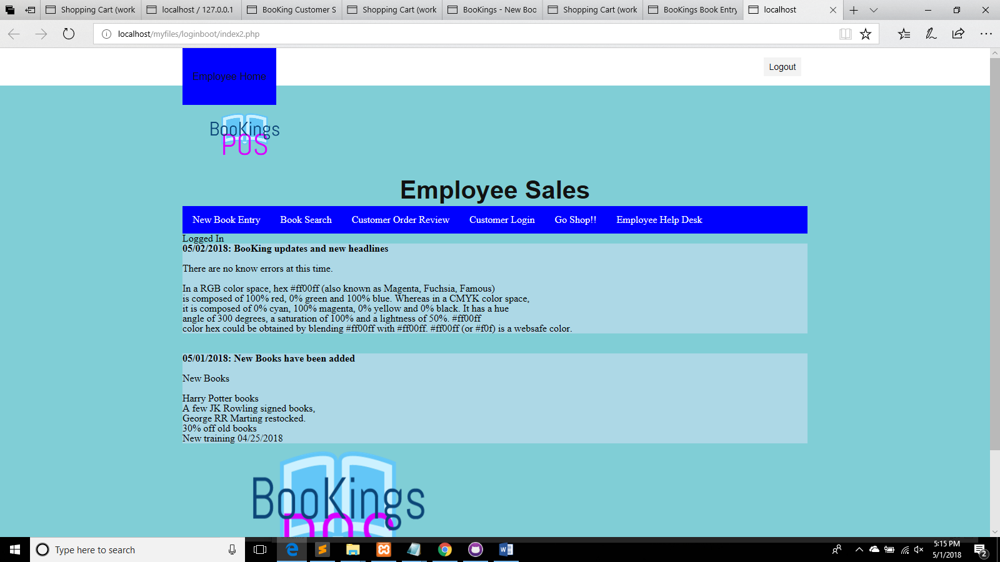 Shopping Cart (work
localhost / 127.0.0.1
BooKing Customer S
Shopping Cart (work
BooKings - New Boo
Shopping Cart (work
BooKings Book Entry
localhost
localhost/myfiles/loginboot/index2.php
Employee Home
Logout
BooKings
POS
Employee Sales
New Book Entry Book Search Customer Order Review Customer Login Go Shop!! Employee Help Desk
Logged In
05/02/2018: BooKing updates and new headlines
There are no know errors at this time.
In a RGB color space, hex #ff00ff (also known as Magenta, Fuchsia, Famous)
is composed of 100% red, 0% green and 100% blue. Whereas in a CMYK color space,
it is composed of 0% cyan, 100% magenta, 0% yellow and 0% black. It has a hue
angle of 300 degrees, a saturation of 100% and a lightness of 50%. #ff00ff
color hex could be obtained by blending #ff00ff with #ff00ff. #ff00ff (or #f0f) is a websafe color.
05/01/2018: New Books have been added
New Books
Harry Potter books
A few JK Rowling signed books,
George RR Marting restocked.
30% off old books
New training 04/25/2018
BooKings
POS
Type here to search
5:15 PM
5/1/2018
2